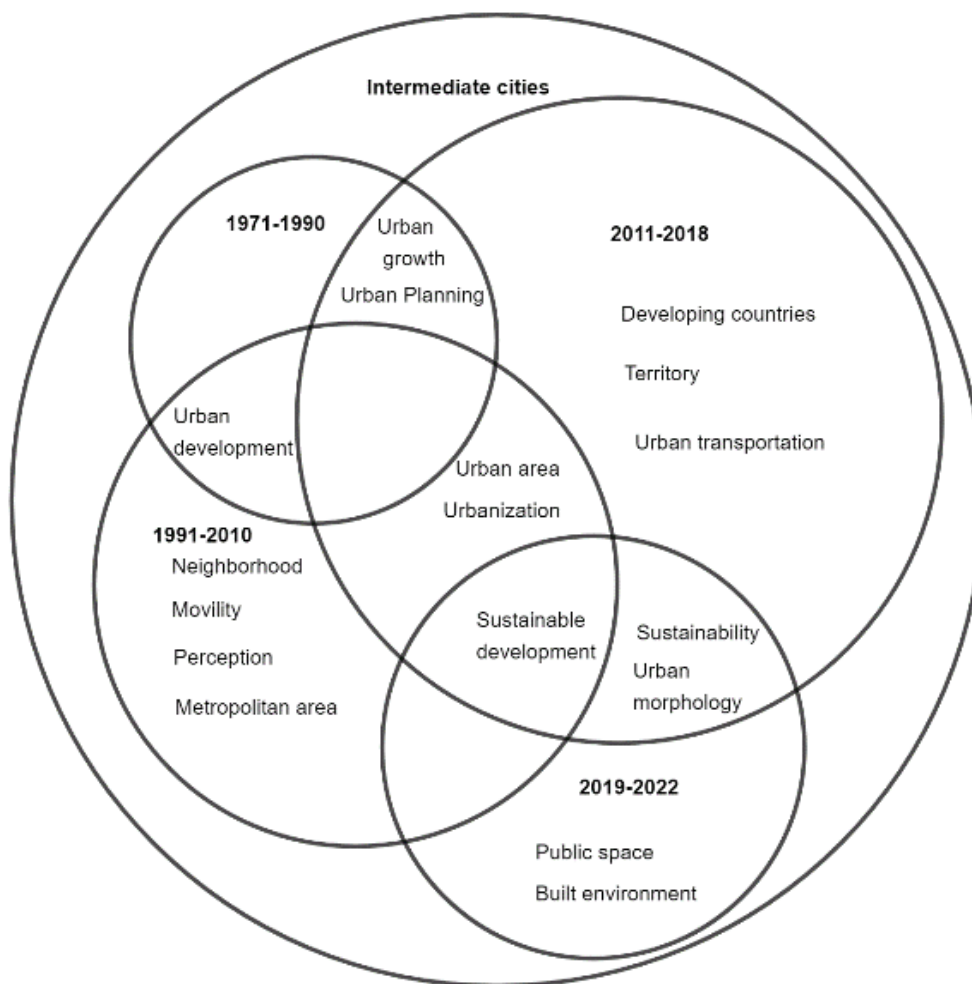 Intermediate cities
1971-1990
Urban
growth
Urban Planning
2011-2018
Developing countries
Territory
Urban transportation
Urban
development
Urban area
Urbanization
1991-2010
Neighborhood
Movility
Perception
Metropolitan area
Sustainable
development
Sustainability
Urban
morphology
2019-2022
Public space
Built environment